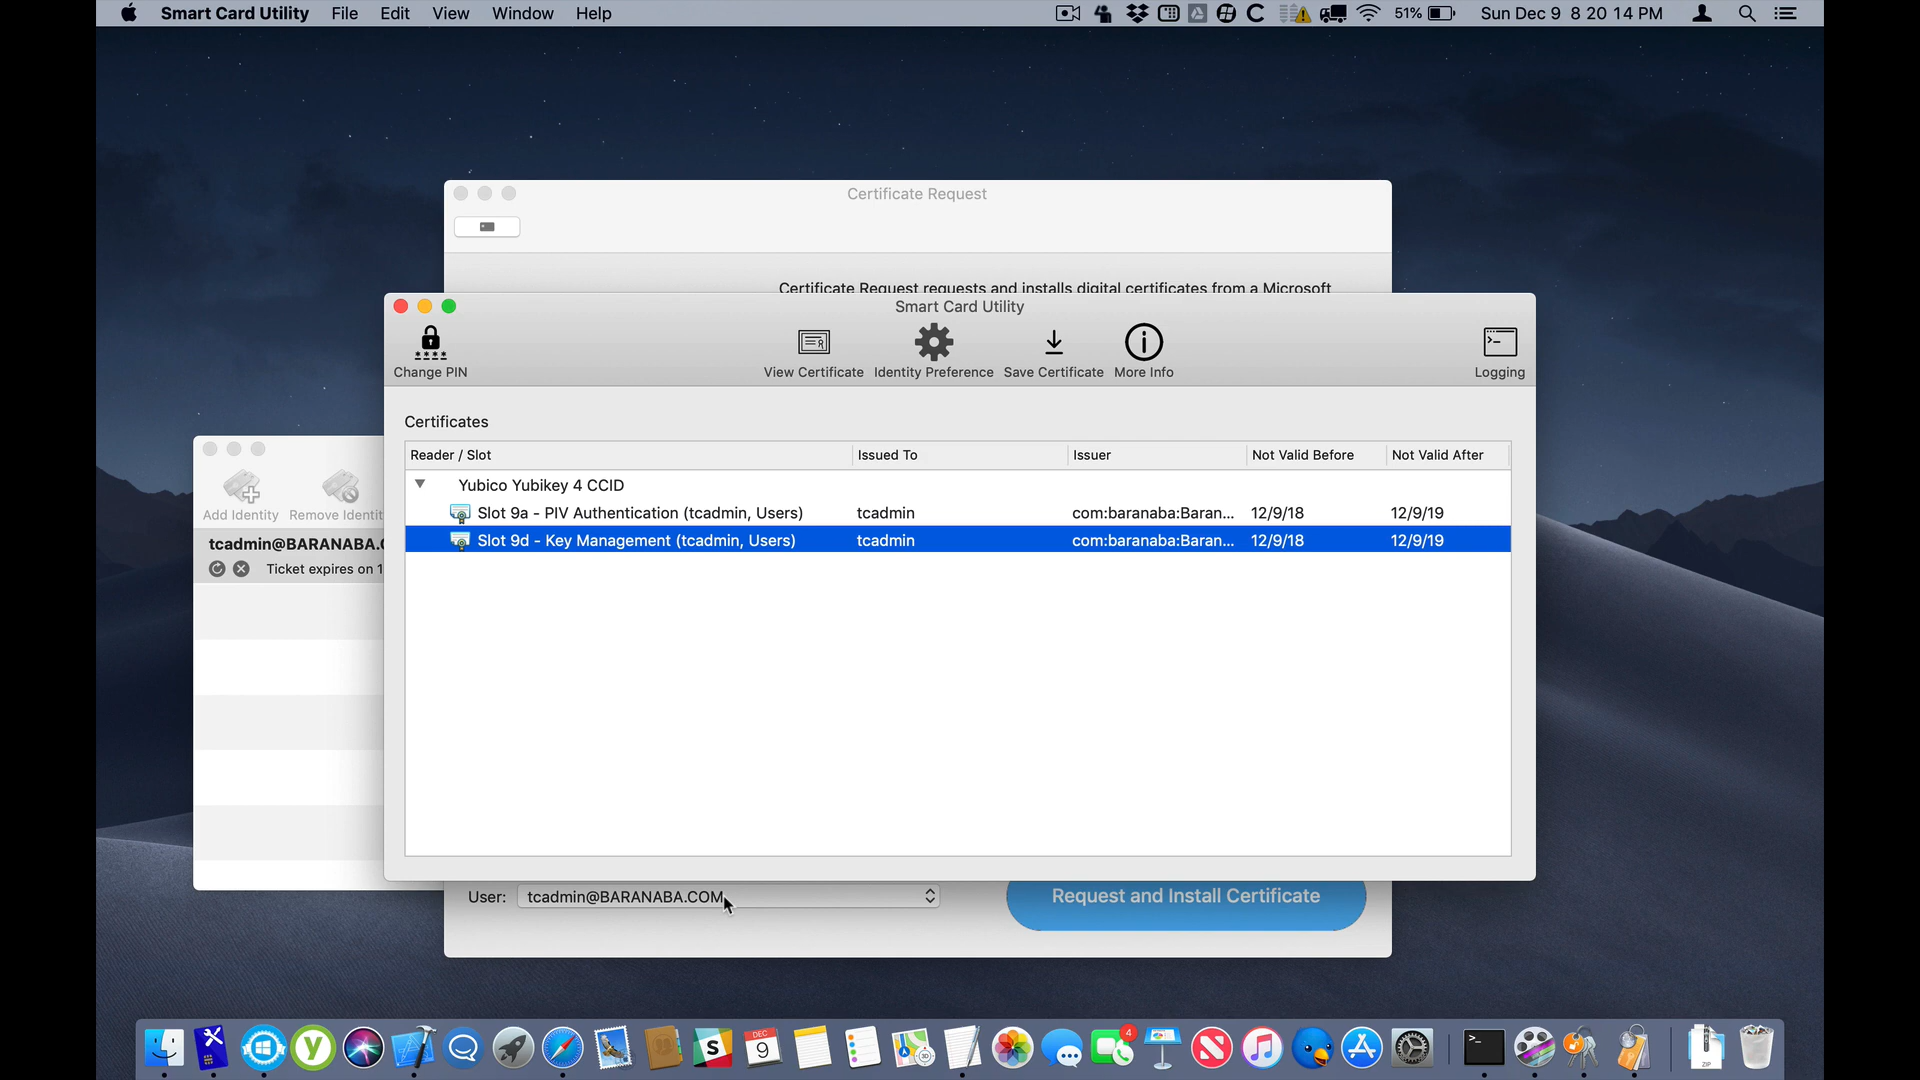 Smart Card Utility File Edit View Window Help 51% Sun Dec 9 8 20 14 PM
Certificate Request
Certificate Request requests and installs digital certificates from a Microsoft
Smart Card Utility
Change PIN View Certificate Identity Preference Save Certificate More Info Logging
Certificates
Reader / Slot Issued To Issuer Not Valid Before Not Valid After
Yubico Yubikey 4 CCID
Slot 9a - PIV Authentication (tcadmin, Users) tcadmin com:baranaba:Baran... 12/9/18 12/9/19
Slot 9d - Key Management (tcadmin, Users) tcadmin com:baranaba:Baran... 12/9/18 12/9/19
Add Identity Remove Identit
tcadmin@BARANABA.
Ticket expires on 1
User: tcadmin@BARANABA.COM
Request and Install Certificate
DEC
9
4
ZIP